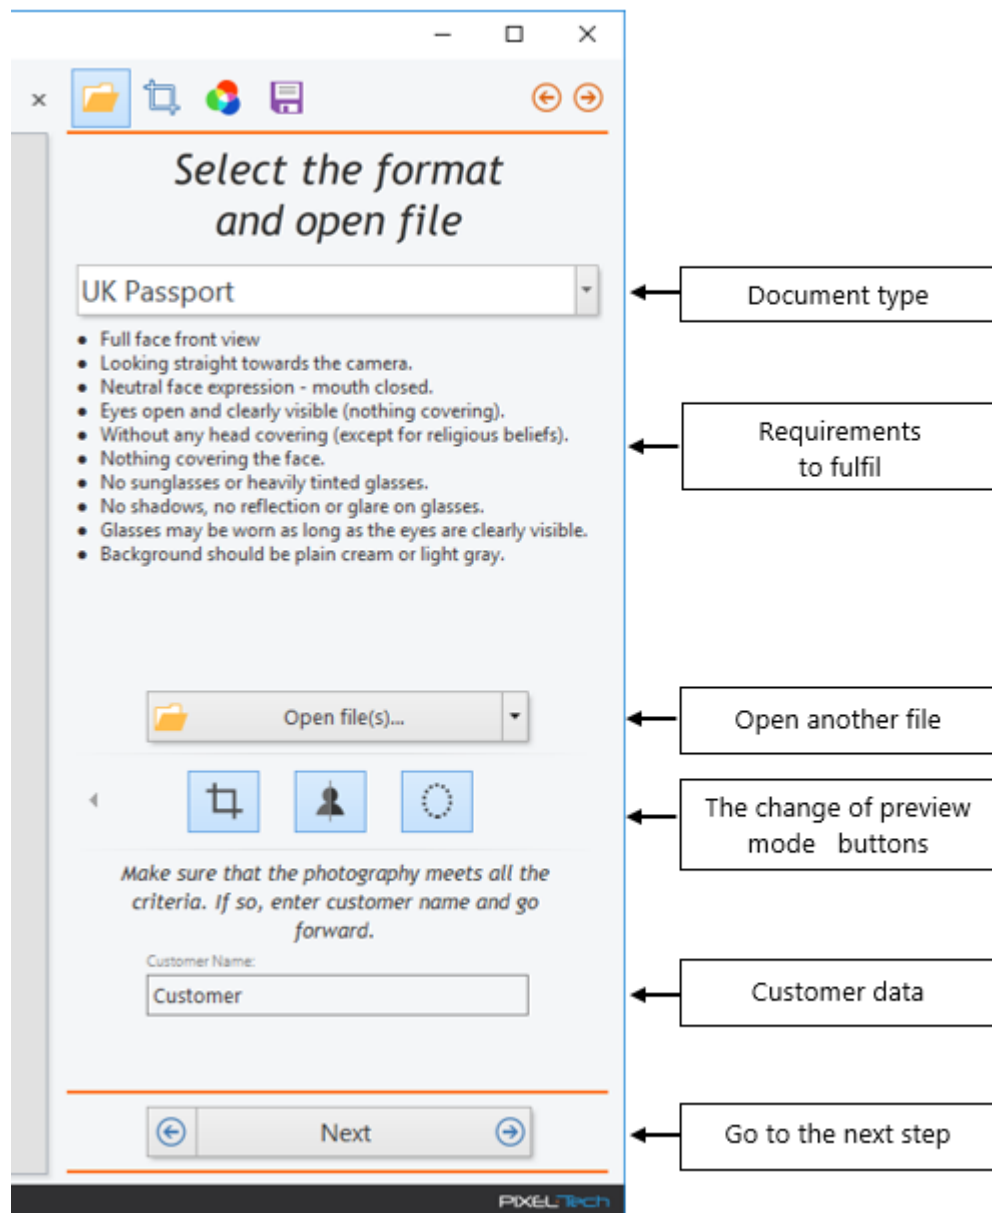 Select the format
and open file
UK Passport
Document type
● Full face front view
● Looking straight towards the camera.
● Neutral face expression - mouth closed.
● Eyes open and clearly visible (nothing covering).
● Without any head covering (except for religious beliefs).
● Nothing covering the face.
● No sunglasses or heavily tinted glasses.
● No shadows, no reflection or glare on glasses.
● Glasses may be worn as long as the eyes are clearly visible.
● Background should be plain cream or light gray.
Requirements
to fulfil
Open file(s)...
Open another file
The change of preview
mode buttons
Make sure that the photography meets all the
criteria. If so, enter customer name and go
forward.
Customer Name:
Customer
Customer data
Next
Go to the next step
PIXEL-Tech